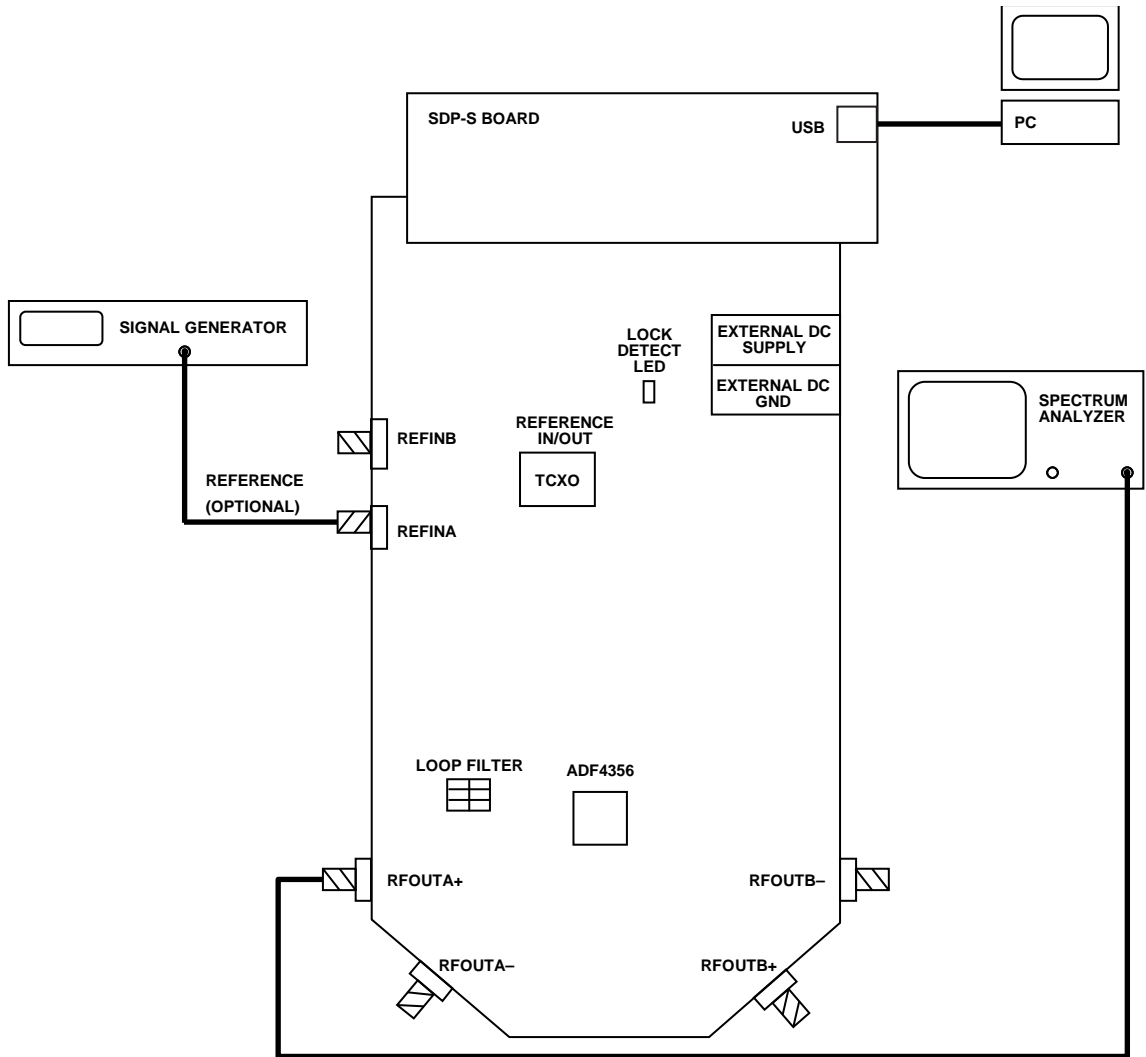 SDP-S BOARD
USB
PC
SIGNAL GENERATOR
LOCK
DETECT
LED
EXTERNAL DC
SUPPLY
EXTERNAL DC
GND
SPECTRUM
ANALYZER
REFINB
REFERENCE
IN/OUT
TCXO
REFERENCE
(OPTIONAL)
REFINA
LOOP FILTER
ADF4356
RFOUTA+
RFOUTB–
RFOUTA–
RFOUTB+